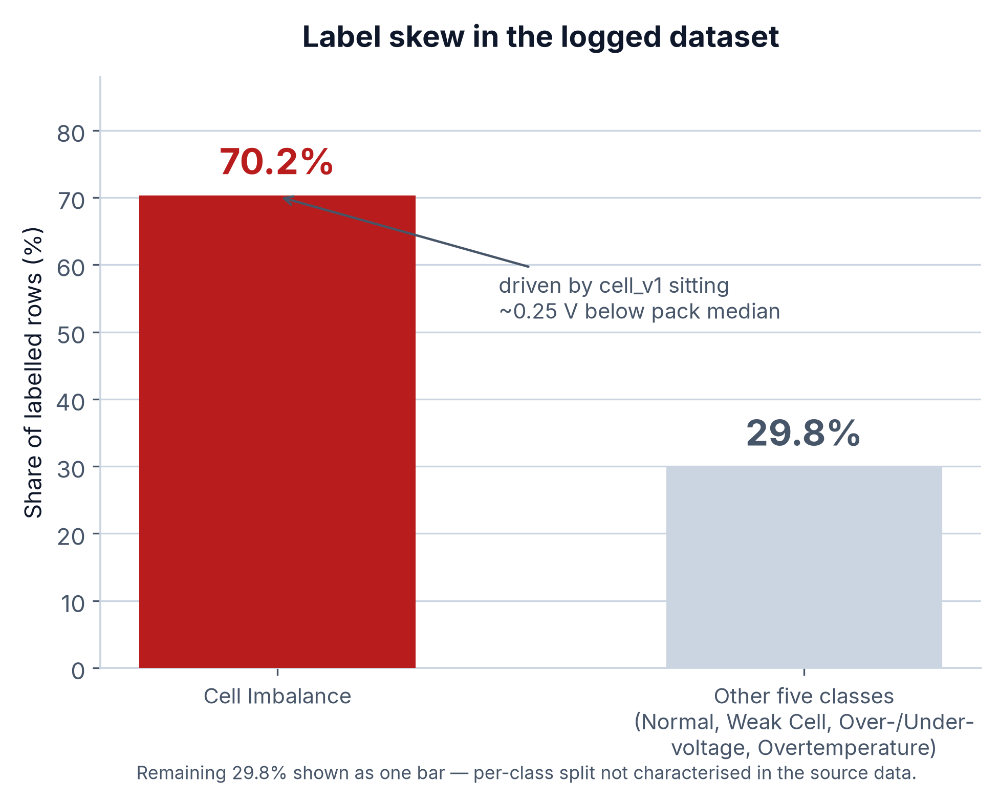 Label skew in the logged dataset
Share of labelled rows (%)
80
70
60
50
40
30
20
10
0
70.2%
driven by cell_v1 sitting
~0.25 V below pack median
29.8%
Cell Imbalance
Other five classes
(Normal, Weak Cell, Over-/Under-
voltage, Overtemperature)
Remaining 29.8% shown as one bar — per-class split not characterised in the source data.